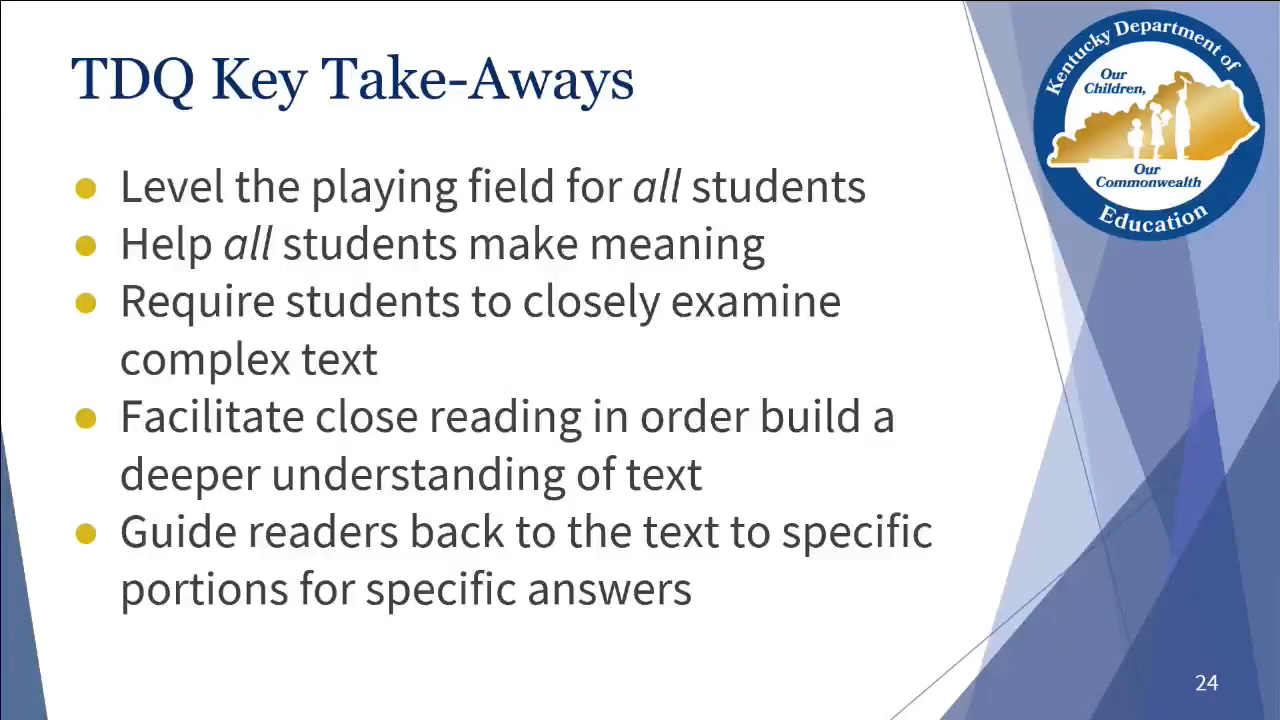 TDQ Key Take-Aways
Kentucky Department of
Our
Children,
Our
Commonwealth
Education
● Level the playing field for all students
● Help all students make meaning
● Require students to closely examine
complex text
● Facilitate close reading in order build a
deeper understanding of text
● Guide readers back to the text to specific
portions for specific answers
24